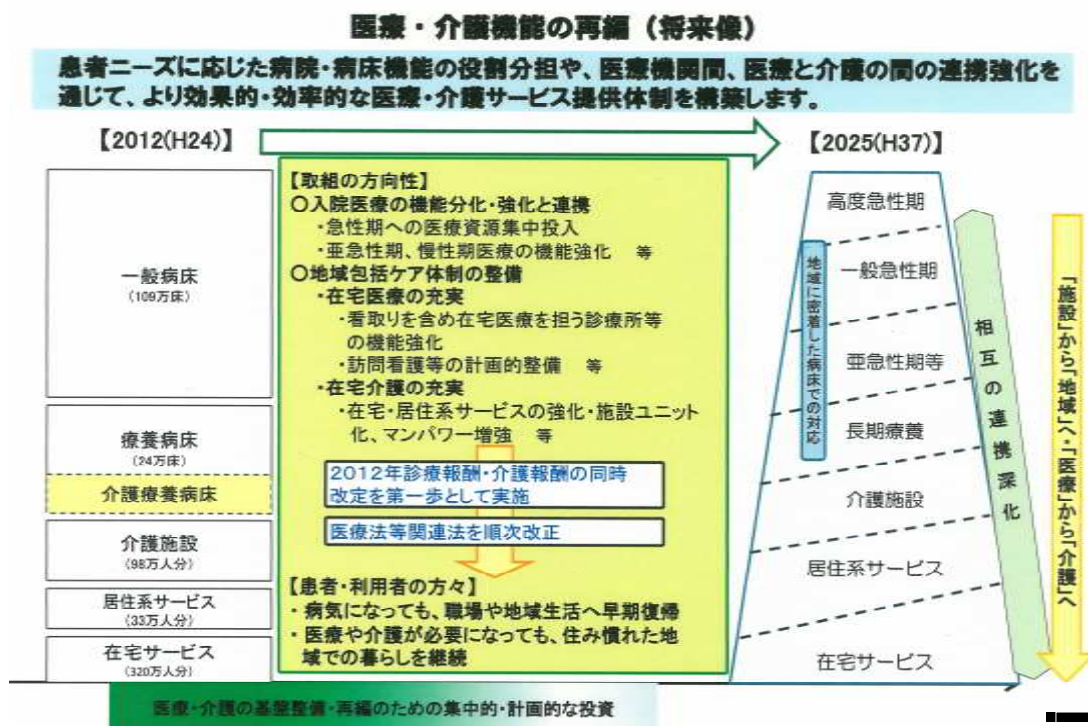 医療・介護機能の再編（将来像）
患者ニーズに応じた病院・病床機能の役割分担や、医療機関間、医療と介護の間の連携強化を
通じて、より効果的・効率的な医療・介護サービス提供体制を構築します。
【2012(H24)】
【2025(H37)】
一般病床
（109万床）
療養病床
（24万床）
介護療養病床
介護施設
（98万人分）
居住系サービス
（33万人分）
在宅サービス
（320万人分）
【取組の方向性】
○入院医療の機能分化・強化と連携
・急性期への医療資源集中投入
・亜急性期、慢性期医療の機能強化　等
○地域包括ケア体制の整備
・在宅医療の充実
・看取りを含め在宅医療を担う診療所等
の機能強化
・訪問看護等の計画的整備　等
・在宅介護の充実
・在宅・居住系サービスの強化・施設ユニット
化、マンパワー増強　等
2012年診療報酬・介護報酬の同時
改定を第一歩として実施
医療法等関連法を順次改正
【患者・利用者の方々】
・病気になっても、職場や地域生活へ早期復帰
・医療や介護が必要になっても、住み慣れた地
域での暮らしを継続
高度急性期
一般急性期
亜急性期等
長期療養
介護施設
居住系サービス
在宅サービス
地域に密着した病床での対応
相互の連携深化
「施設」から「地域」へ・「医療」から「介護」へ
医療・介護の基盤整備・再編のための集中的・計画的な投資